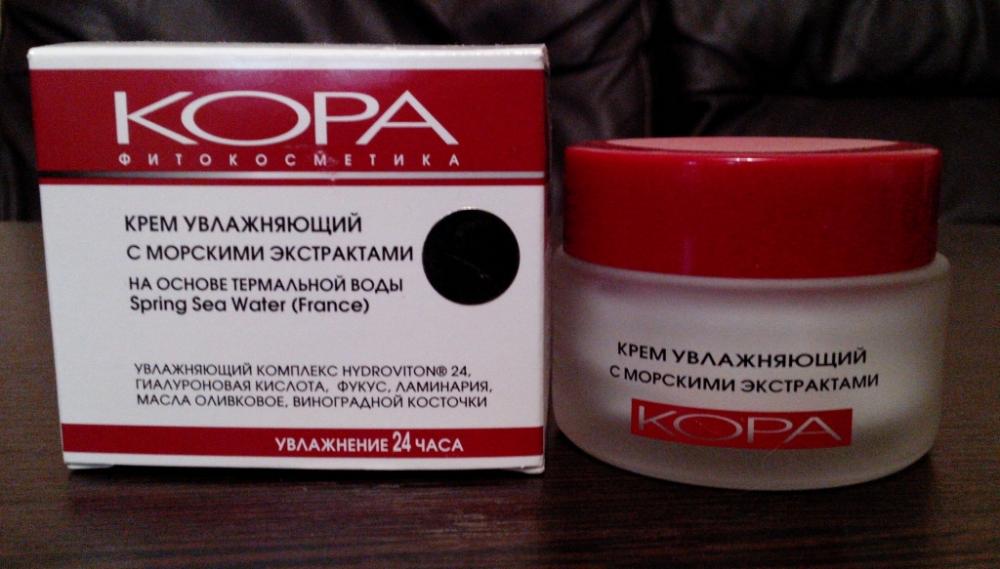 КОРА
ФИТОКОСМЕТИКА
КРЕМ УВЛАЖНЯЮЩИЙ
С МОРСКИМИ ЭКСТРАКТАМИ
НА ОСНОВЕ ТЕРМАЛЬНОЙ ВОДЫ
Spring Sea Water (France)
УВЛАЖНЯЮЩИЙ КОМПЛЕКС HYDROVITON® 24,
ГИАЛУРОНОВАЯ КИСЛОТА, ФУКУС, ЛАМИНАРИЯ,
МАСЛА ОЛИВКОВОЕ, ВИНОГРАДНОЙ КОСТОЧКИ
УВЛАЖНЕНИЕ 24 ЧАСА
КРЕМ УВЛАЖНЯЮЩИЙ
С МОРСКИМИ ЭКСТРАКТАМИ
КОРА